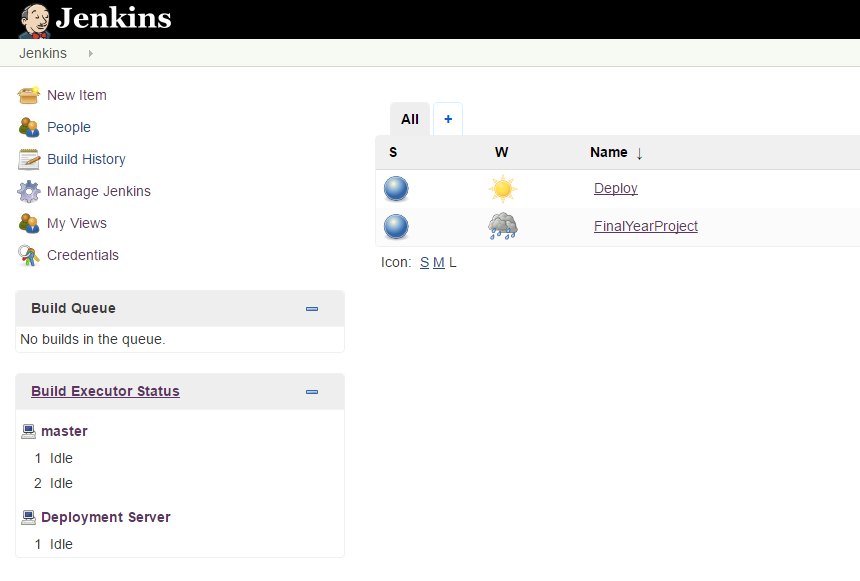 Jenkins
Jenkins
New Item
People
Build History
Manage Jenkins
My Views
Credentials
Build Queue
No builds in the queue.
Build Executor Status
master
1 Idle
2 Idle
Deployment Server
1 Idle
All +
S W Name ↓
Deploy
FinalYearProject
Icon: S M L